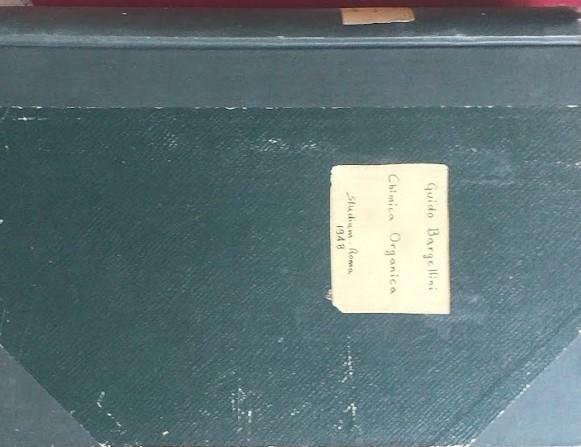 Guido Bargellini
Chimica Organica
Studium Roma
1948